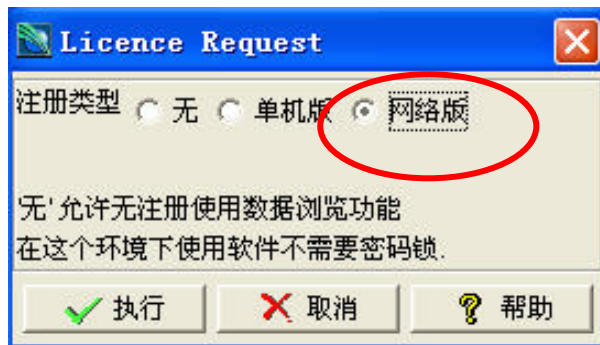 Licence Request
注册类型 无 单机版 网络版
'无' 允许无注册使用数据浏览功能
在这个环境下使用软件不需要密码锁.
执行 取消 帮助